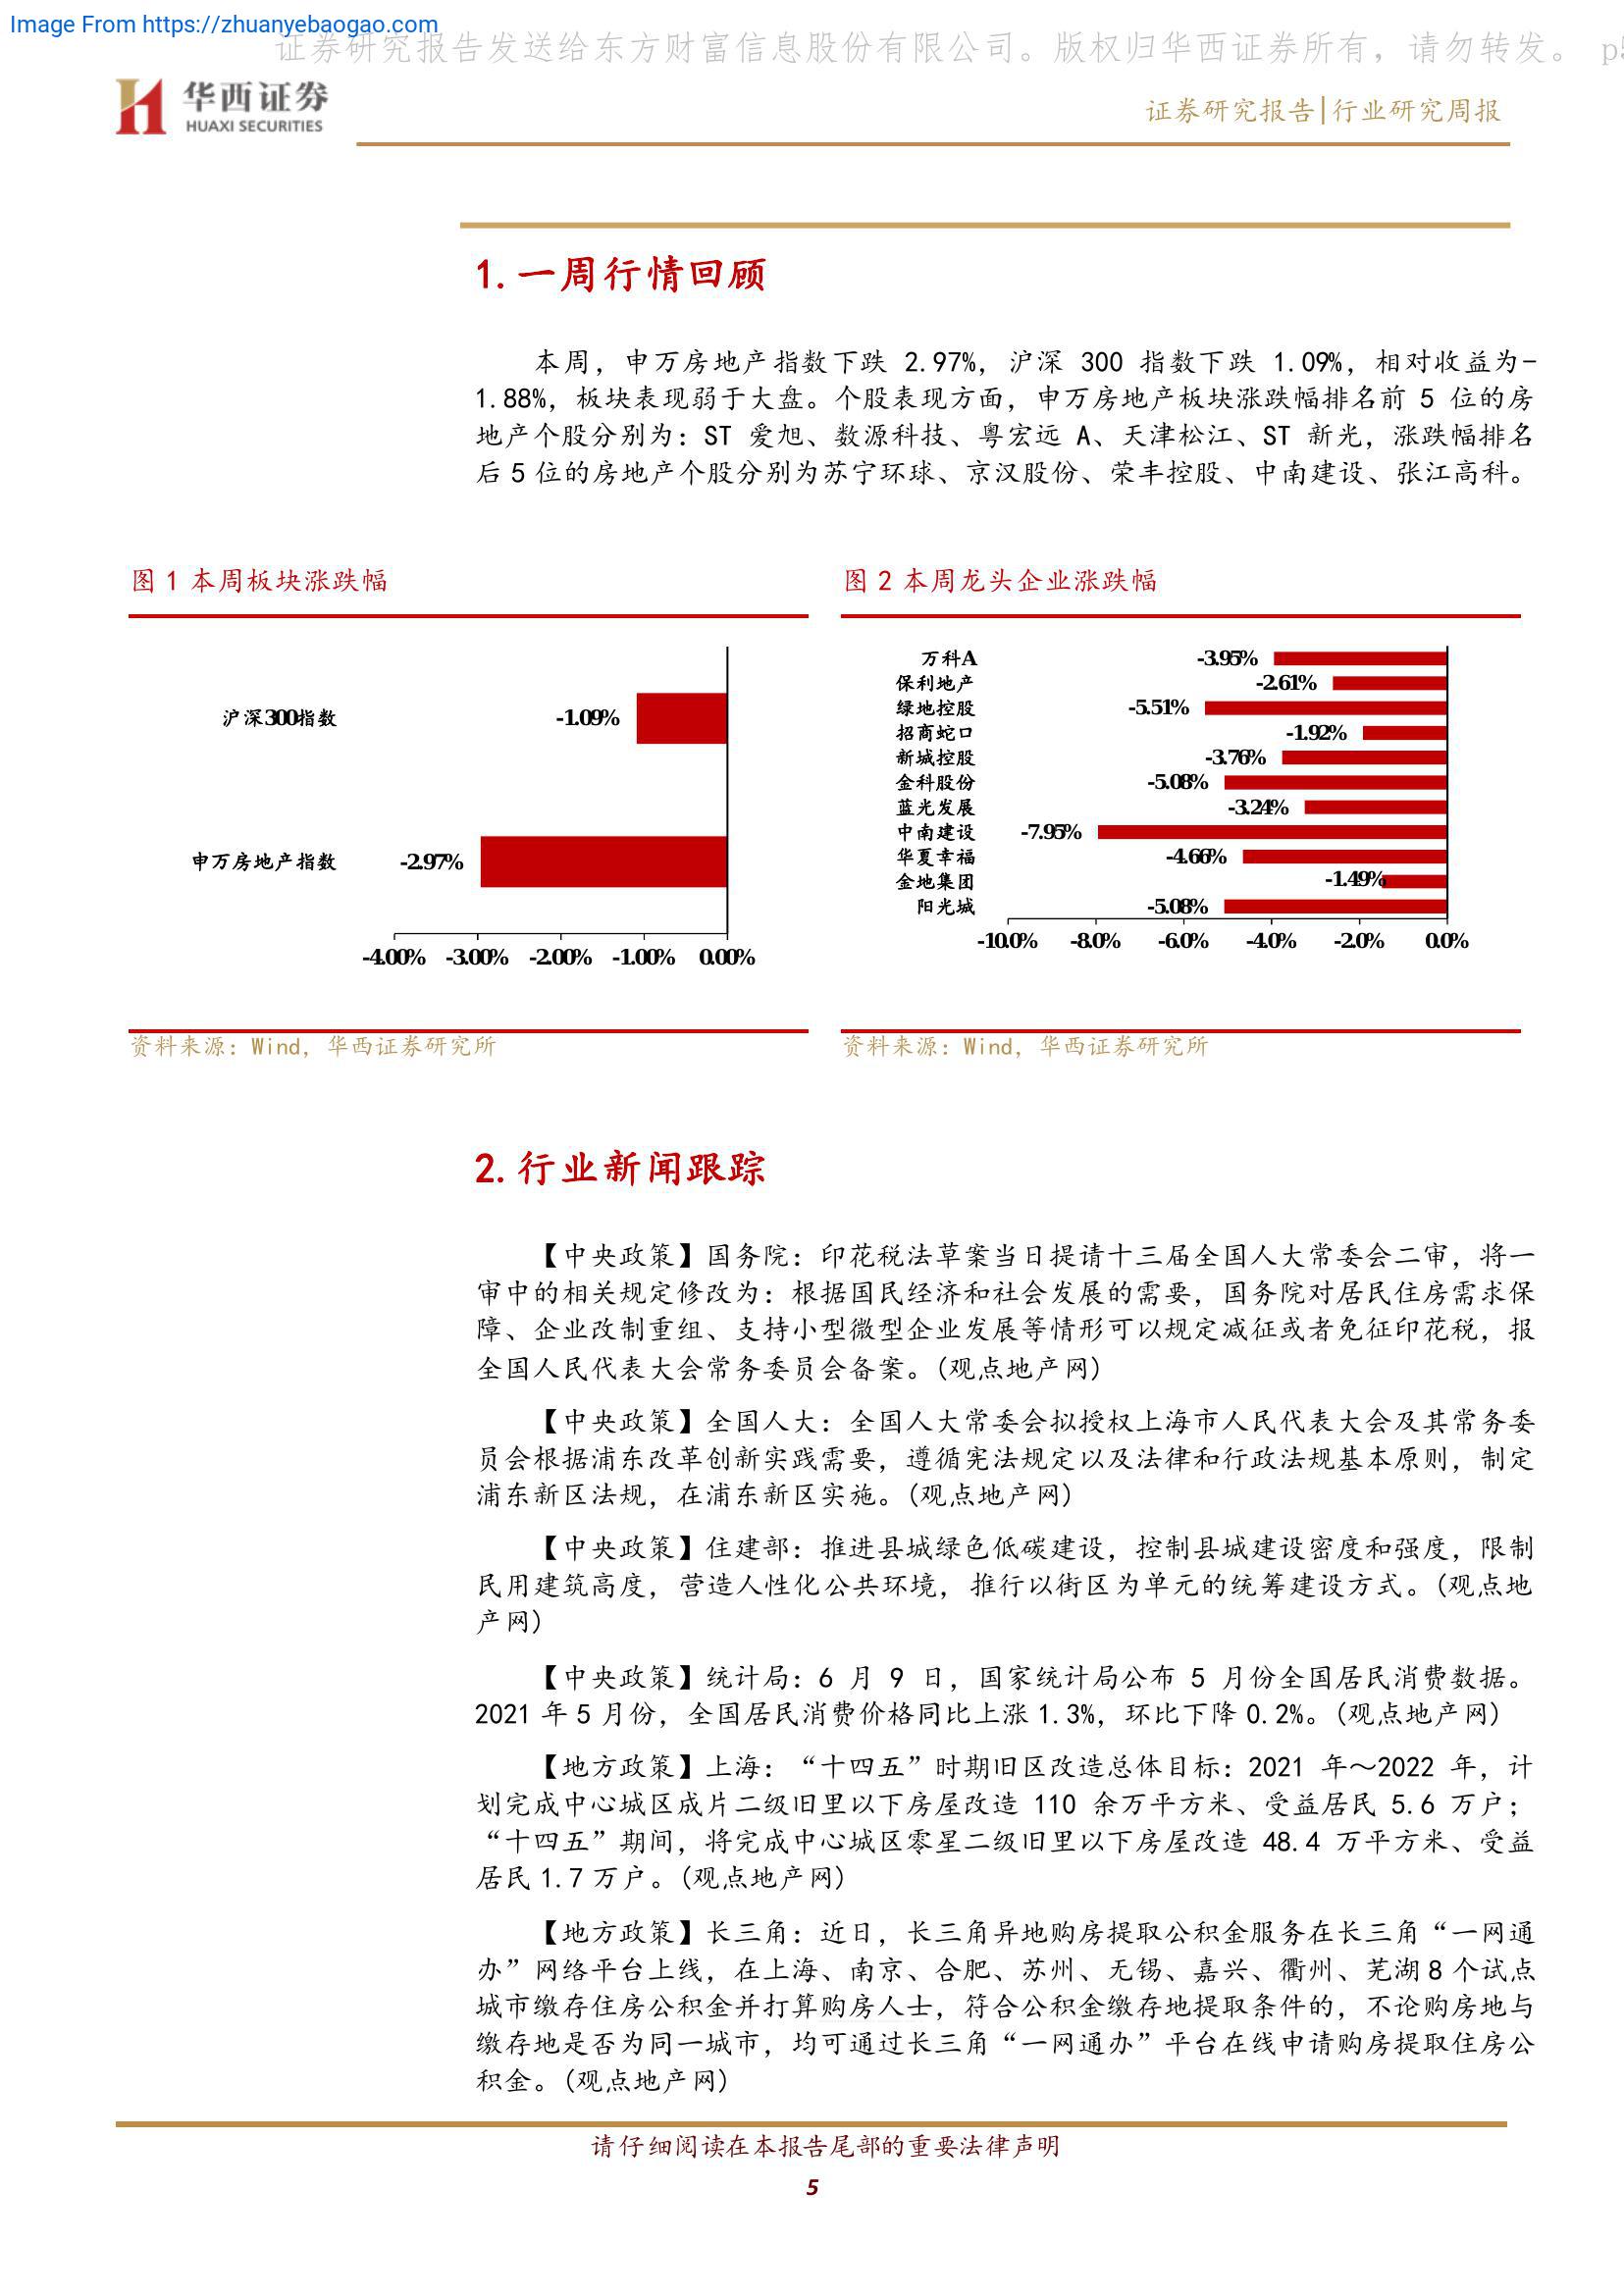 Image From https://zhuanyebaogao.com
证券研究报告发送给东方财富信息股份有限公司。版权归华西证券所有，请勿转发。 p5
华西证券
HUAXI SECURITIES
证券研究报告|行业研究周报
1. 一周行情回顾
本周，申万房地产指数下跌 2.97%，沪深 300 指数下跌 1.09%，相对收益为-
1.88%，板块表现弱于大盘。个股表现方面，申万房地产板块涨跌幅排名前 5 位的房
地产个股分别为：ST 爱旭、数源科技、粤宏远 A、天津松江、ST 新光，涨跌幅排名
后 5 位的房地产个股分别为苏宁环球、京汉股份、荣丰控股、中南建设、张江高科。
图 1 本周板块涨跌幅
沪深300指数
-1.09%
申万房地产指数
-2.97%
-4.00% -3.00% -2.00% -1.00% 0.00%
资料来源：Wind，华西证券研究所
图 2 本周龙头企业涨跌幅
万科A -3.95%
保利地产 -2.61%
绿地控股 -5.51%
招商蛇口 -1.92%
新城控股 -3.76%
金科股份 -5.08%
蓝光发展 -3.24%
中南建设 -7.95%
华夏幸福 -4.66%
金地集团 -1.49%
阳光城 -5.08%
-10.0% -8.0% -6.0% -4.0% -2.0% 0.0%
资料来源：Wind，华西证券研究所
2. 行业新闻跟踪
【中央政策】国务院：印花税法草案当日提请十三届全国人大常委会二审，将一
审中的相关规定修改为：根据国民经济和社会发展的需要，国务院对居民住房需求保
障、企业改制重组、支持小型微型企业发展等情形可以规定减征或者免征印花税，报
全国人民代表大会常务委员会备案。(观点地产网)
【中央政策】全国人大：全国人大常委会拟授权上海市人民代表大会及其常务委
员会根据浦东改革创新实践需要，遵循宪法规定以及法律和行政法规基本原则，制定
浦东新区法规，在浦东新区实施。(观点地产网)
【中央政策】住建部：推进县城绿色低碳建设，控制县城建设密度和强度，限制
民用建筑高度，营造人性化公共环境，推行以街区为单元的统筹建设方式。(观点地
产网)
【中央政策】统计局：6 月 9 日，国家统计局公布 5 月份全国居民消费数据。
2021 年 5 月份，全国居民消费价格同比上涨 1.3%，环比下降 0.2%。(观点地产网)
【地方政策】上海：“十四五”时期旧区改造总体目标：2021 年～2022 年，计
划完成中心城区成片二级旧里以下房屋改造 110 余万平方米、受益居民 5.6 万户；
“十四五”期间，将完成中心城区零星二级旧里以下房屋改造 48.4 万平方米、受益
居民 1.7 万户。(观点地产网)
【地方政策】长三角：近日，长三角异地购房提取公积金服务在长三角“一网通
办”网络平台上线，在上海、南京、合肥、苏州、无锡、嘉兴、衢州、芜湖 8 个试点
城市缴存住房公积金并打算购房人士，符合公积金缴存地提取条件的，不论购房地与
缴存地是否为同一城市，均可通过长三角“一网通办”平台在线申请购房提取住房公
积金。(观点地产网)
请仔细阅读在本报告尾部的重要法律声明
5